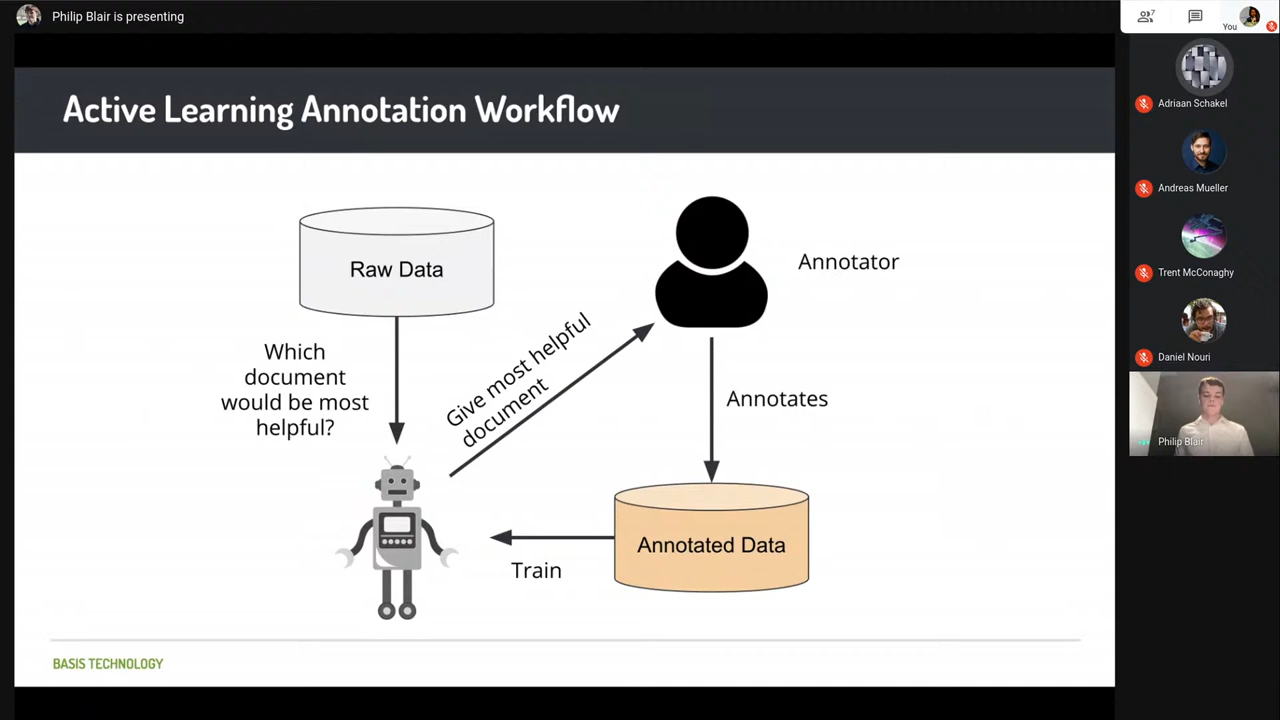 Philip Blair is presenting
7
You
Active Learning Annotation Workflow
Raw Data
Annotator
Which
document
would be most
helpful?
Give most helpful
document
Annotates
Annotated Data
Train
BASIS TECHNOLOGY
Adriaan Schakel
Andreas Mueller
Trent McConaghy
Daniel Nouri
Philip Blair